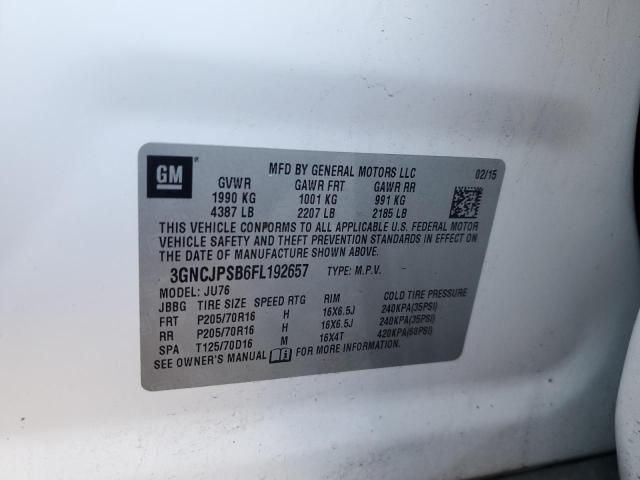 GM
MFD BY GENERAL MOTORS LLC
02/15
GVWR GAWR FRT GAWR RR
1990 KG 1001 KG 991 KG
4387 LB 2207 LB 2185 LB
THIS VEHICLE CONFORMS TO ALL APPLICABLE U.S. FEDERAL MOTOR
VEHICLE SAFETY AND THEFT PREVENTION STANDARDS IN EFFECT ON
THE DATE OF MANUFACTURE SHOWN ABOVE.
3GNCJPSB6FL192657 TYPE: M.P.V.
MODEL: JU76
JBBG TIRE SIZE SPEED RTG RIM COLD TIRE PRESSURE
FRT P205/70R16 H 16X6.5J 240KPA(35PSI)
RR P205/70R16 H 16X6.5J 240KPA(35PSI)
SPA T125/70D16 M 16X4T 420KPA(60PSI)
SEE OWNER'S MANUAL FOR MORE INFORMATION.